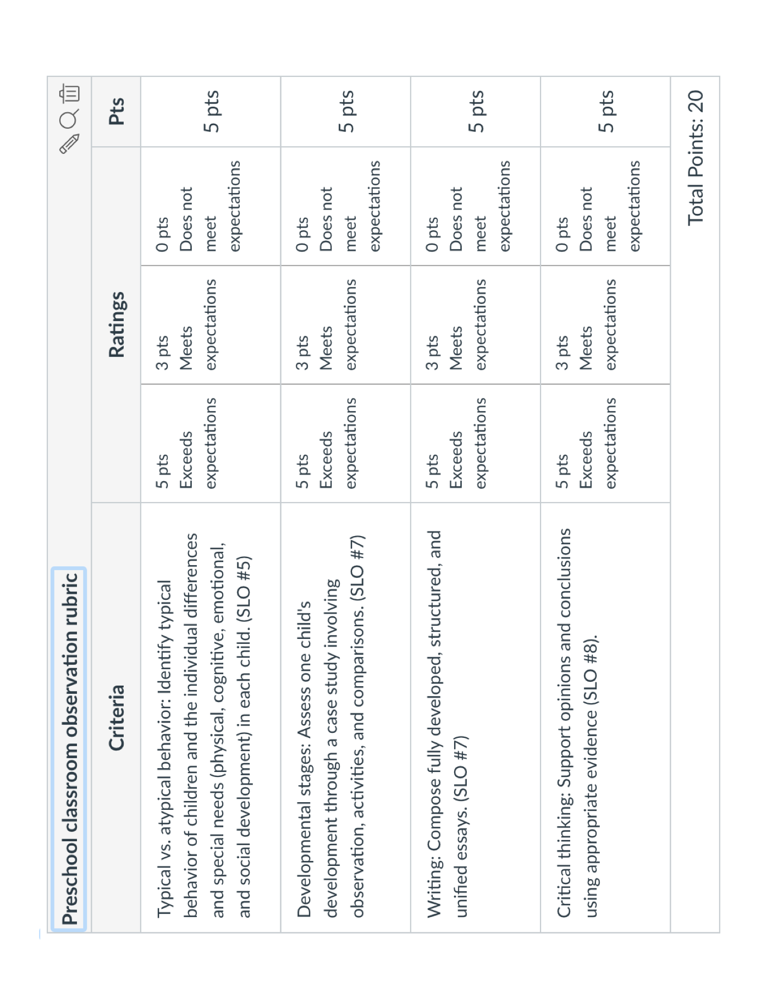 Preschool classroom observation rubric
Criteria
Ratings
Pts
Typical vs. atypical behavior: Identify typical
behavior of children and the individual differences
and special needs (physical, cognitive, emotional,
and social development) in each child. (SLO #5)
5 pts
Exceeds
expectations
3 pts
Meets
expectations
0 pts
Does not
meet
expectations
5 pts
Developmental stages: Assess one child's
development through a case study involving
observation, activities, and comparisons. (SLO #7)
5 pts
Exceeds
expectations
3 pts
Meets
expectations
0 pts
Does not
meet
expectations
5 pts
Writing: Compose fully developed, structured, and
unified essays. (SLO #7)
5 pts
Exceeds
expectations
3 pts
Meets
expectations
0 pts
Does not
meet
expectations
5 pts
Critical thinking: Support opinions and conclusions
using appropriate evidence (SLO #8).
5 pts
Exceeds
expectations
3 pts
Meets
expectations
0 pts
Does not
meet
expectations
5 pts
Total Points: 20